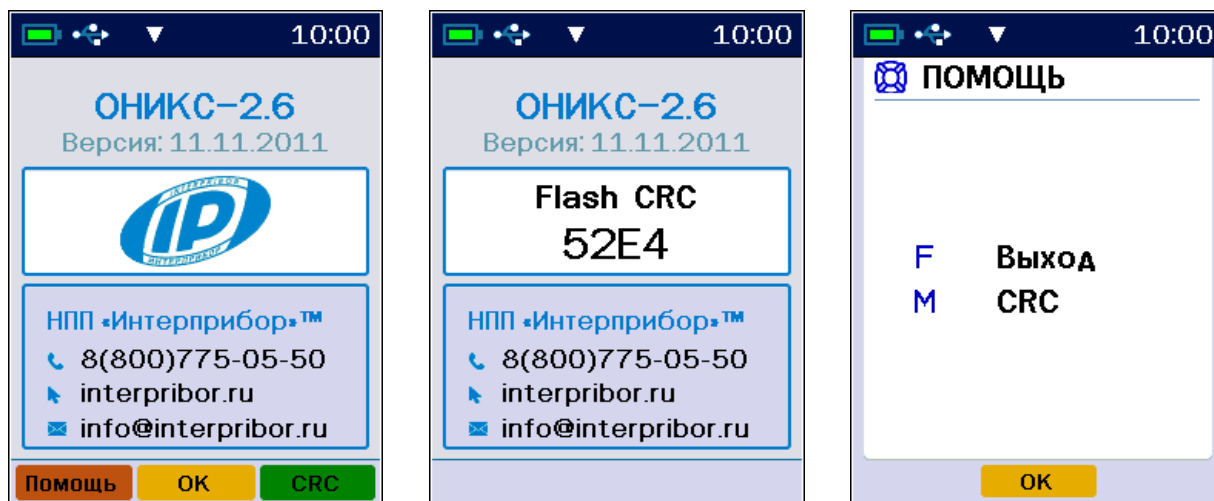 10:00
ОНИКС-2.6
Версия: 11.11.2011
INTERPRIBOR
IP
ИНТЕРПРИБОР
НПП «Интерприбор»™
8(800)775-05-50
interpribor.ru
info@interpribor.ru
Помощь OK CRC
10:00
ОНИКС-2.6
Версия: 11.11.2011
Flash CRC
52E4
НПП «Интерприбор»™
8(800)775-05-50
interpribor.ru
info@interpribor.ru
10:00
ПОМОЩЬ
F Выход
M CRC
OK